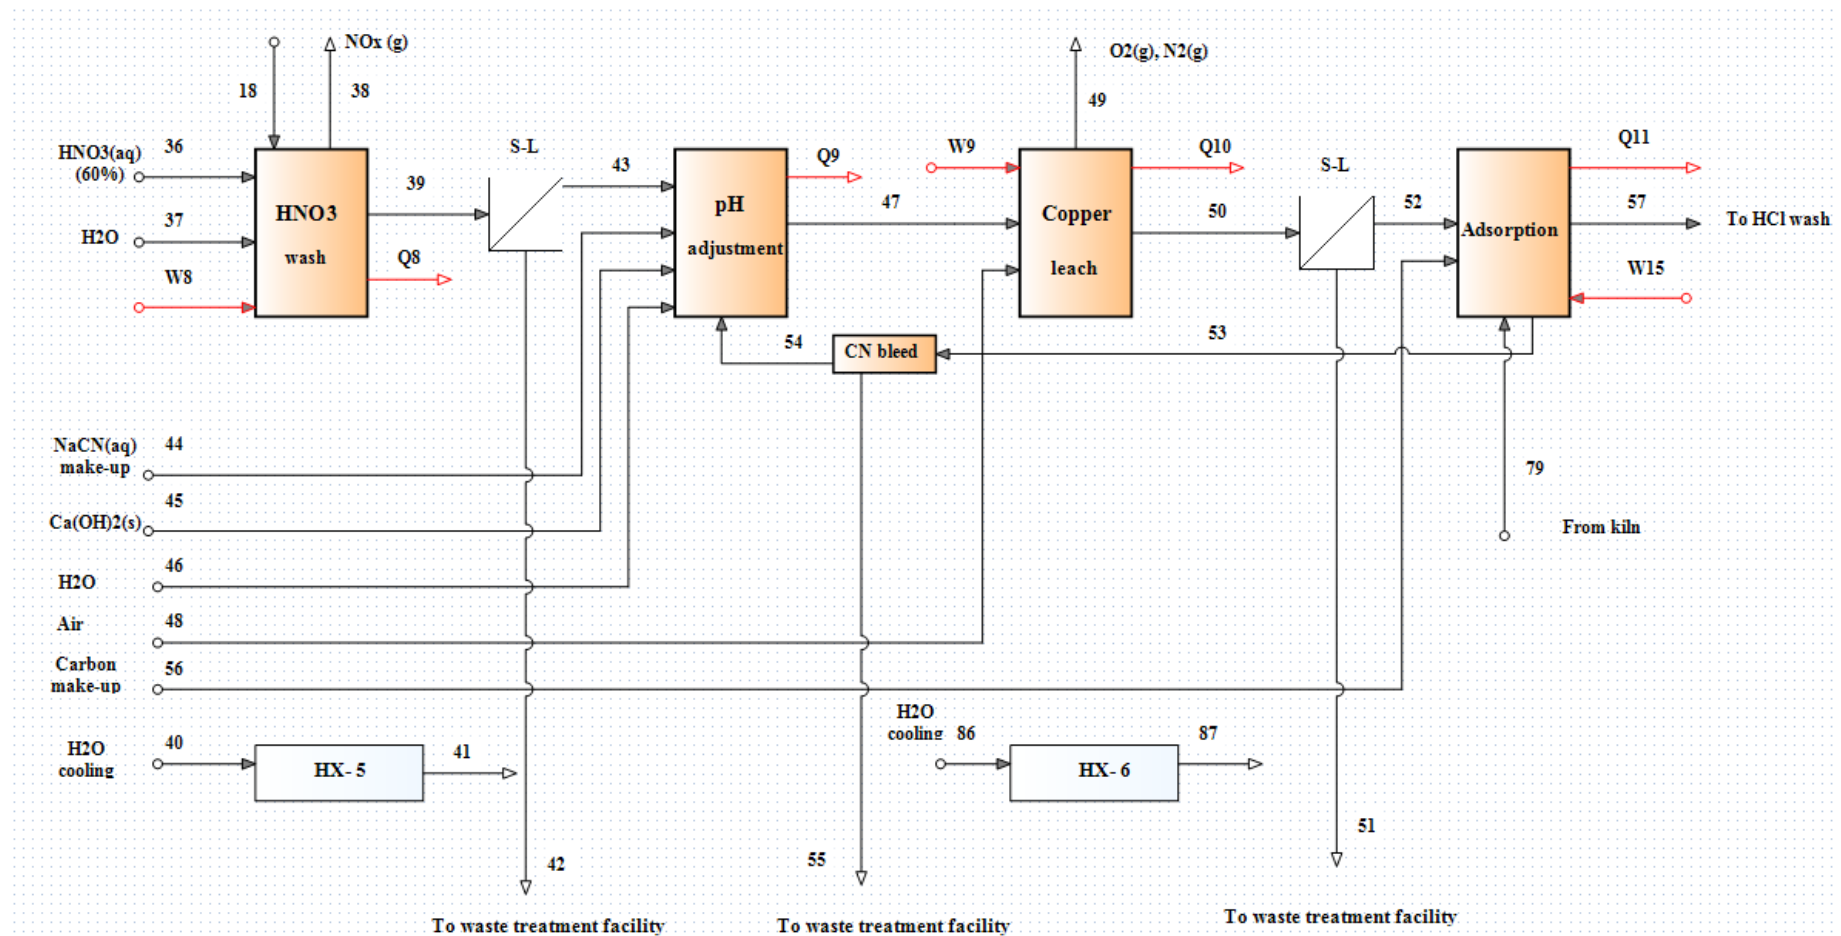 NOx (g)
O2(g), N2(g)
18
38
49
HNO3(aq)
(60%)
36
S-L
43
Q9
W9
Q10
S-L
Q11
39
HNO3
wash
pH
adjustment
47
Copper
leach
50
52
Adsorption
57
To HCl wash
H2O
37
W8
Q8
W15
54
CN bleed
53
NaCN(aq)
make-up
44
79
Ca(OH)2(s)
45
From kiln
H2O
46
Air
48
Carbon
make-up
56
H2O
cooling
40
HX- 5
41
H2O
cooling
86
HX- 6
87
42
55
51
To waste treatment facility
To waste treatment facility
To waste treatment facility